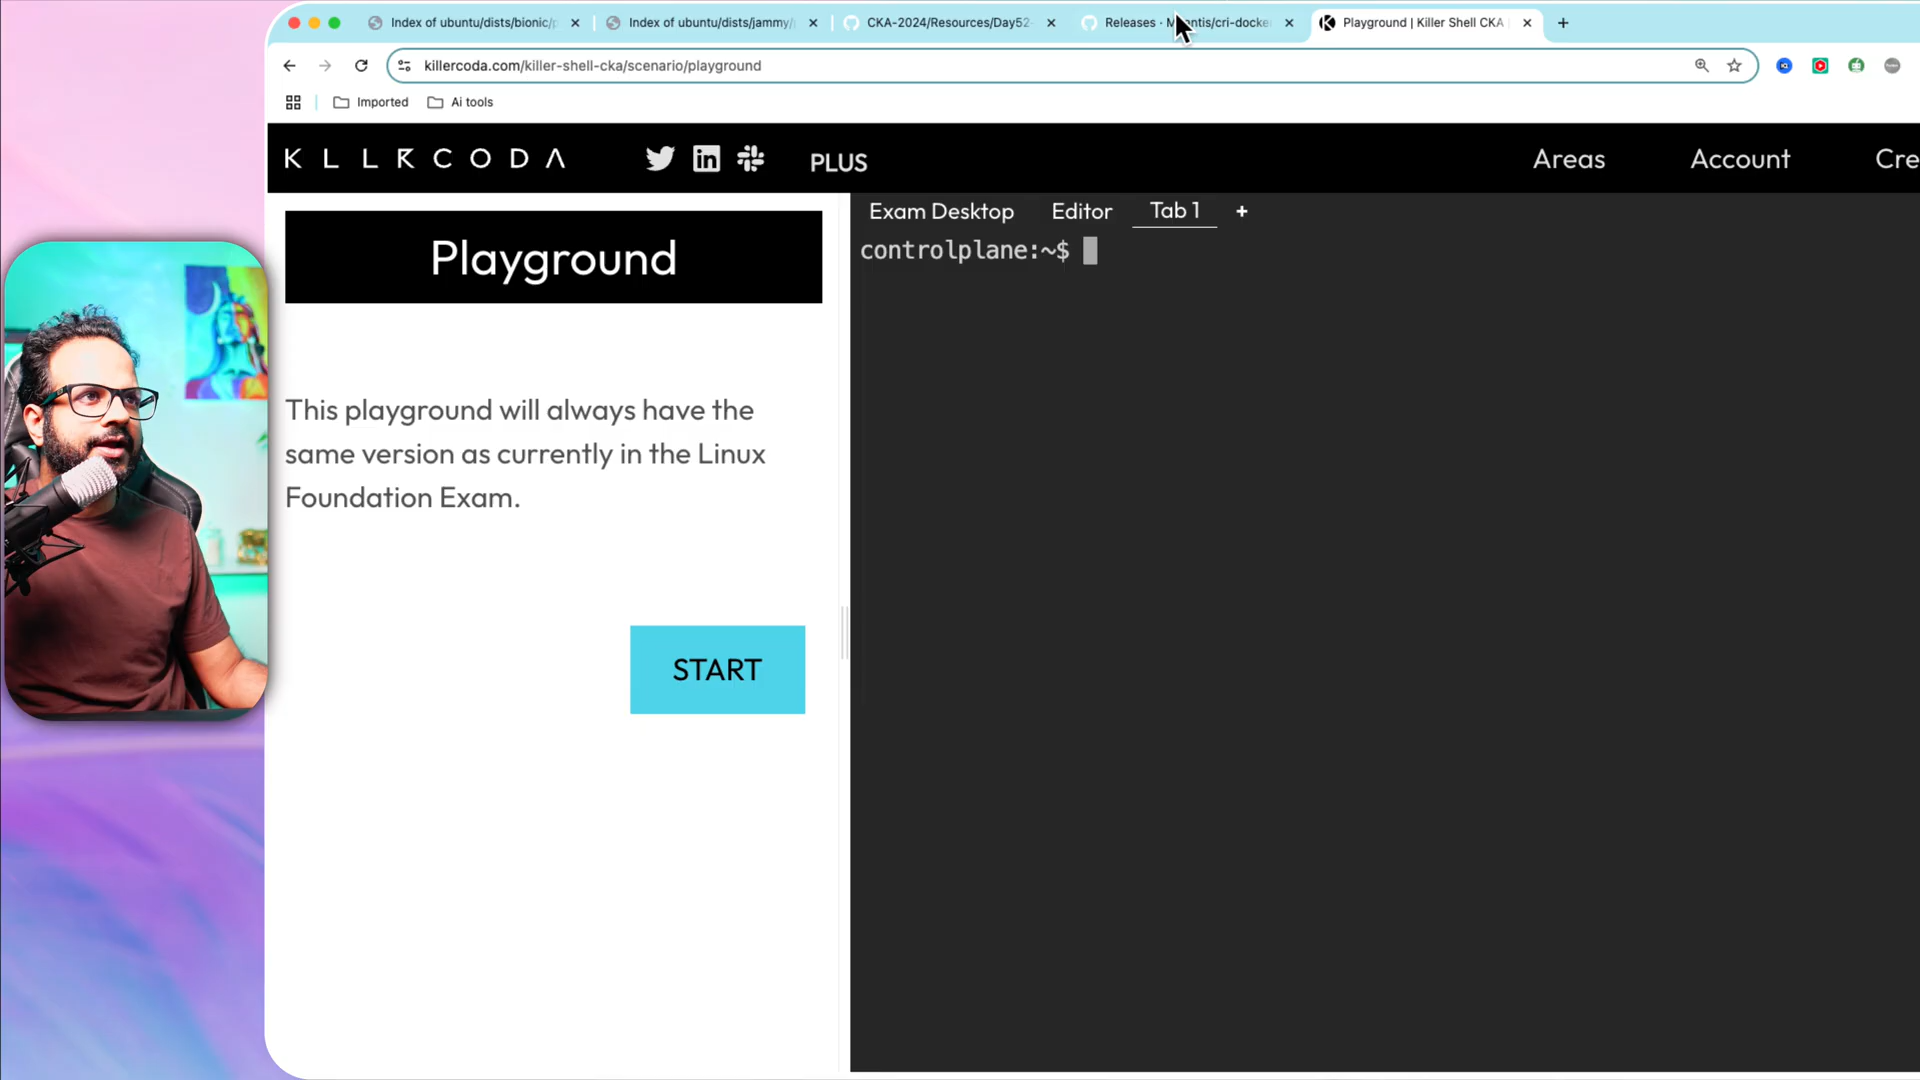 Index of ubuntu/dists/bionic/p
Index of ubuntu/dists/jammy/
CKA-2024/Resources/Day52-
Releases · M antis/cri-docke
Playground | Killer Shell CKA
killercoda.com/killer-shell-cka/scenario/playground
Imported
Ai tools
KLLRCODA
PLUS
Areas
Account
Cre
Exam Desktop
Editor
Tab 1
+
controlplane:~$
Playground
This playground will always have the
same version as currently in the Linux
Foundation Exam.
START